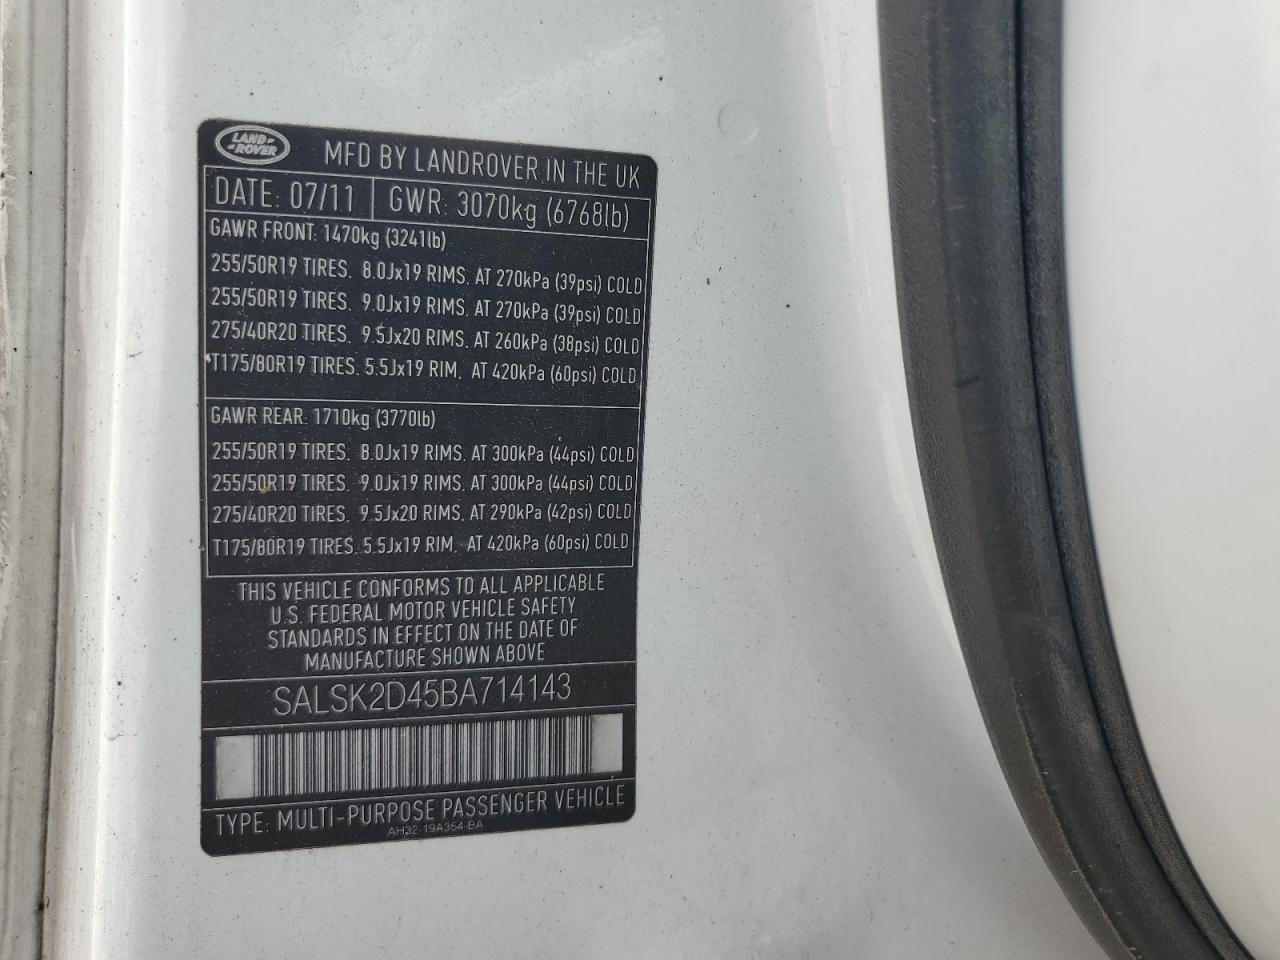 LAND-
-ROVER
MFD BY LANDROVER IN THE UK
DATE: 07/11 GWR: 3070kg (6768lb)
GAWR FRONT: 1470kg (3241lb)
255/50R19 TIRES. 8.0Jx19 RIMS. AT 270kPa (39psi) COLD
255/50R19 TIRES. 9.0Jx19 RIMS. AT 270kPa (39psi) COLD
275/40R20 TIRES. 9.5Jx20 RIMS. AT 260kPa (38psi) COLD
T175/80R19 TIRES. 5.5Jx19 RIM. AT 420kPa (60psi) COLD
GAWR REAR: 1710kg (3770lb)
255/50R19 TIRES. 8.0Jx19 RIMS. AT 300kPa (44psi) COLD
255/50R19 TIRES. 9.0Jx19 RIMS. AT 300kPa (44psi) COLD
275/40R20 TIRES. 9.5Jx20 RIMS. AT 290kPa (42psi) COLD
T175/80R19 TIRES. 5.5Jx19 RIM. AT 420kPa (60psi) COLD
THIS VEHICLE CONFORMS TO ALL APPLICABLE
U.S. FEDERAL MOTOR VEHICLE SAFETY
STANDARDS IN EFFECT ON THE DATE OF
MANUFACTURE SHOWN ABOVE
SALSK2D45BA714143
TYPE: MULTI-PURPOSE PASSENGER VEHICLE
AH32-19A354-BA